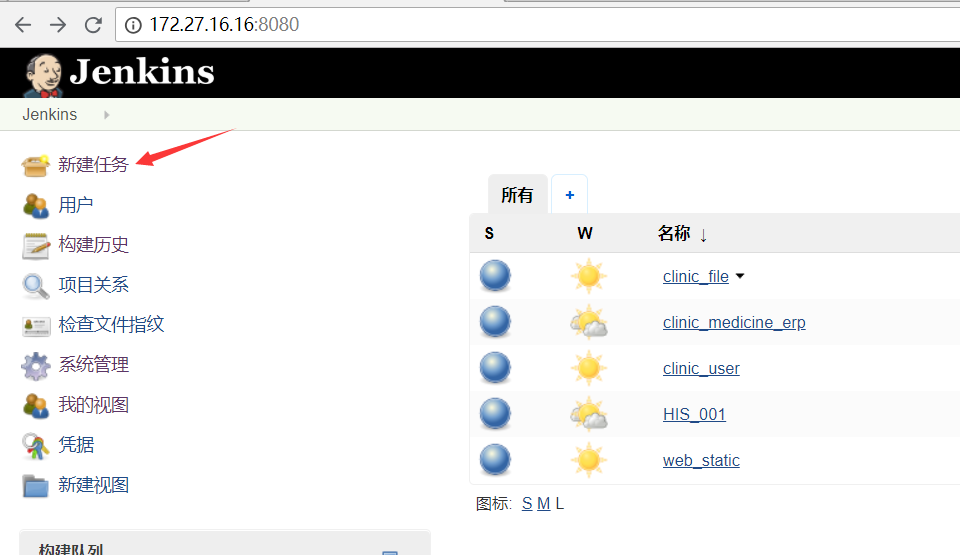 172.27.16.16:8080
Jenkins
Jenkins
新建任务
用户
构建历史
项目关系
检查文件指纹
系统管理
我的视图
凭据
新建视图
构建队列
所有 +
S W 名称 ↓
clinic_file
clinic_medicine_erp
clinic_user
HIS_001
web_static
图标: S M L